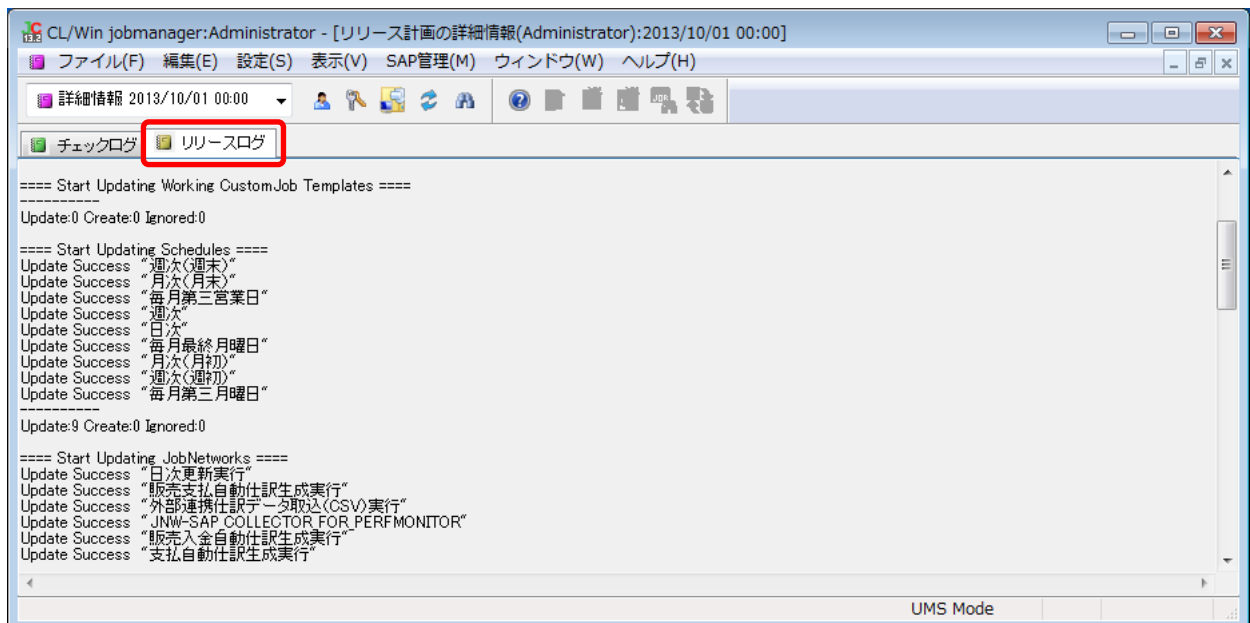 CL/Win jobmanager:Administrator - [リリース計画の詳細情報(Administrator):2013/10/01 00:00]
ファイル(F) 編集(E) 設定(S) 表示(V) SAP管理(M) ウィンドウ(W) ヘルプ(H)
詳細情報 2013/10/01 00:00
チェックログ リリースログ
==== Start Updating Working CustomJob Templates ====
----------
Update:0 Create:0 Ignored:0
==== Start Updating Schedules ====
Update Success "週次(週末)"
Update Success "月次(月末)"
Update Success "毎月第三営業日"
Update Success "週次"
Update Success "日次"
Update Success "毎月最終月曜日"
Update Success "月次(月初)"
Update Success "週次(週初)"
Update Success "毎月第三月曜日"
----------
Update:9 Create:0 Ignored:0
==== Start Updating JobNetworks ====
Update Success "日次更新実行"
Update Success "販売支払自動仕訳生成実行"
Update Success "外部連携仕訳データ取込(CSV)実行"
Update Success "JNW-SAP_COLLECTOR_FOR_PERFMONITOR"
Update Success "販売入金自動仕訳生成実行"
Update Success "支払自動仕訳生成実行"
UMS Mode